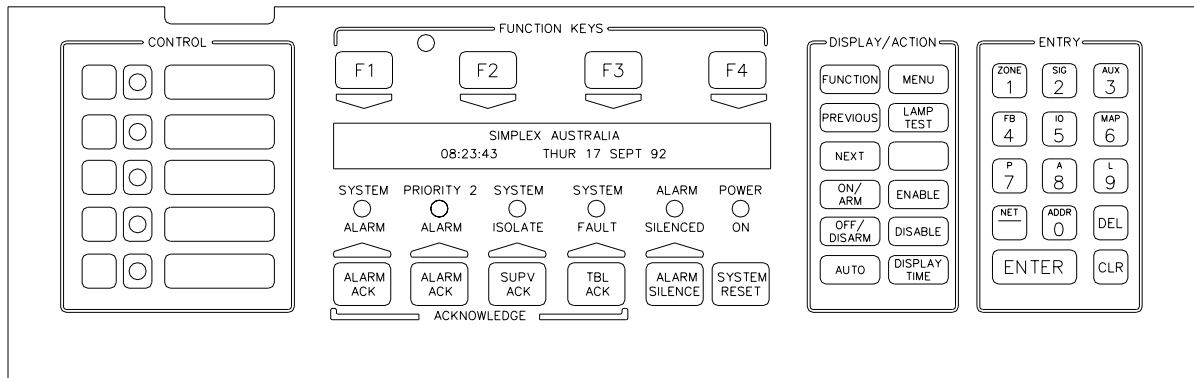 CONTROL
FUNCTION KEYS
F1
F2
F3
F4
SIMPLEX AUSTRALIA
08:23:43 THUR 17 SEPT 92
SYSTEM ALARM
PRIORITY 2 ALARM
SYSTEM ISOLATE
SYSTEM FAULT
ALARM SILENCED
POWER ON
ALARM ACK
ALARM ACK
SUPV ACK
TBL ACK
ALARM SILENCE
SYSTEM RESET
ACKNOWLEDGE
DISPLAY/ACTION
FUNCTION
MENU
PREVIOUS
LAMP TEST
NEXT
ON/ ARM
ENABLE
OFF/ DISARM
DISABLE
AUTO
DISPLAY TIME
ENTRY
ZONE 1
SIG 2
AUX 3
FB 4
IO 5
MAP 6
P 7
A 8
L 9
NET
ADDR 0
DEL
ENTER
CLR